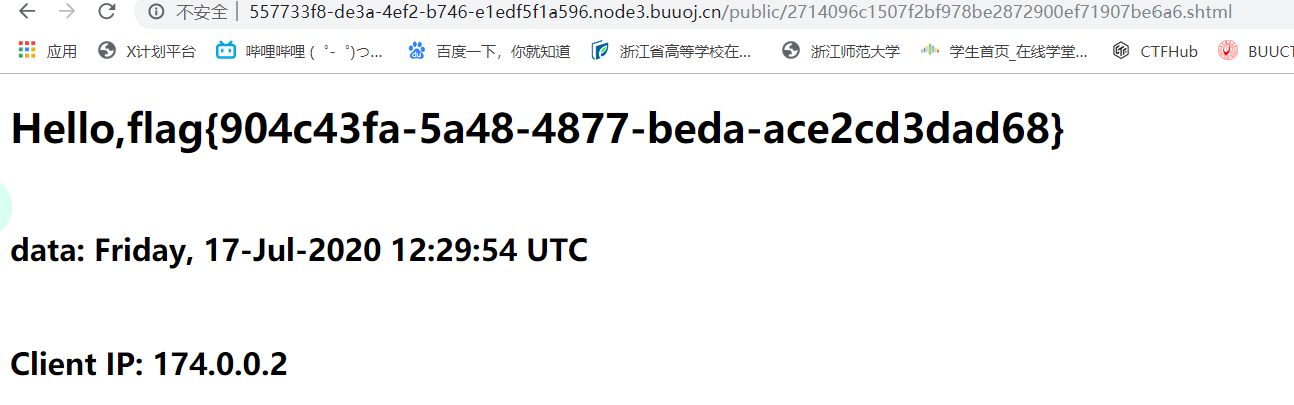 不安全 | 557733f8-de3a-4ef2-b746-e1edf5f1a596.node3.buuoj.cn/public/2714096c1507f2bf978be2872900ef71907be6a6.shtml
应用 X计划平台 哔哩哔哩 ( ゜- ゜)つ... 百度一下，你就知道 浙江省高等学校在... 浙江师范大学 学生首页_在线学堂... CTFHub BUUCT
Hello,flag{904c43fa-5a48-4877-beda-ace2cd3dad68}
data: Friday, 17-Jul-2020 12:29:54 UTC
Client IP: 174.0.0.2